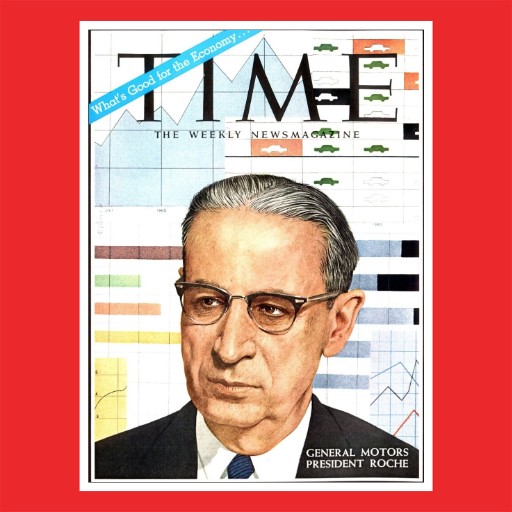 What's Good for the Economy...
TIME
THE WEEKLY NEWSMAGAZINE
GENERAL MOTORS
PRESIDENT ROCHE